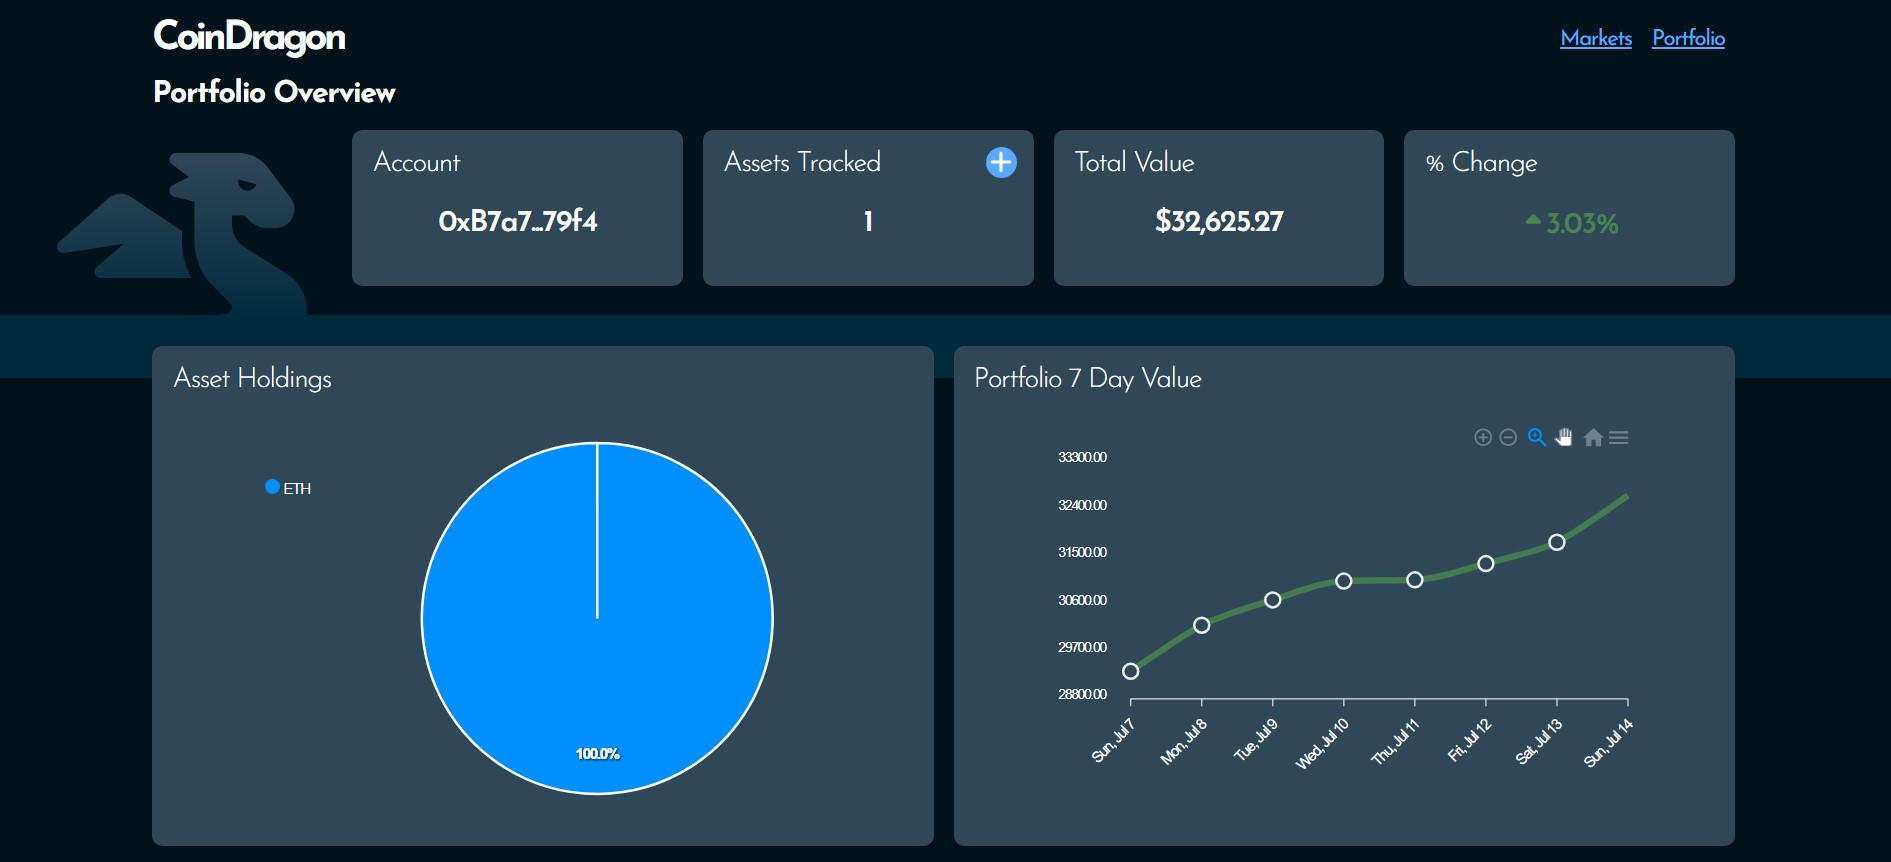 CoinDragon
Markets Portfolio
Portfolio Overview
Account
0xB7a7...79f4
Assets Tracked
1
Total Value
$32,625.27
% Change
3.03%
Asset Holdings
ETH
100.0%
Portfolio 7 Day Value
33300.00
32400.00
31500.00
30600.00
29700.00
28800.00
Sun, Jul 7
Mon, Jul 8
Tue, Jul 9
Wed, Jul 10
Thu, Jul 11
Fri, Jul 12
Sat, Jul 13
Sun, Jul 14